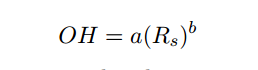 OH = a(R_s)^b